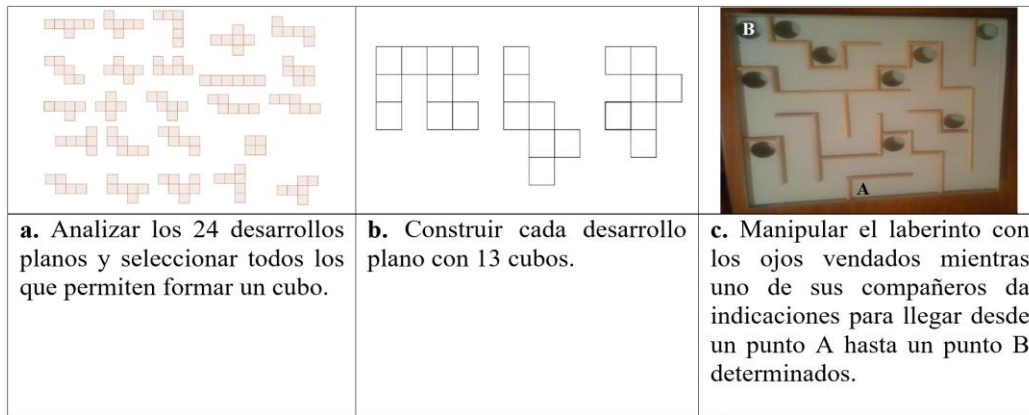 B
A
a. Analizar los 24 desarrollos
planos y seleccionar todos los
que permiten formar un cubo.
b. Construir cada desarrollo
plano con 13 cubos.
c. Manipular el laberinto con
los ojos vendados mientras
uno de sus compañeros da
indicaciones para llegar desde
un punto A hasta un punto B
determinados.